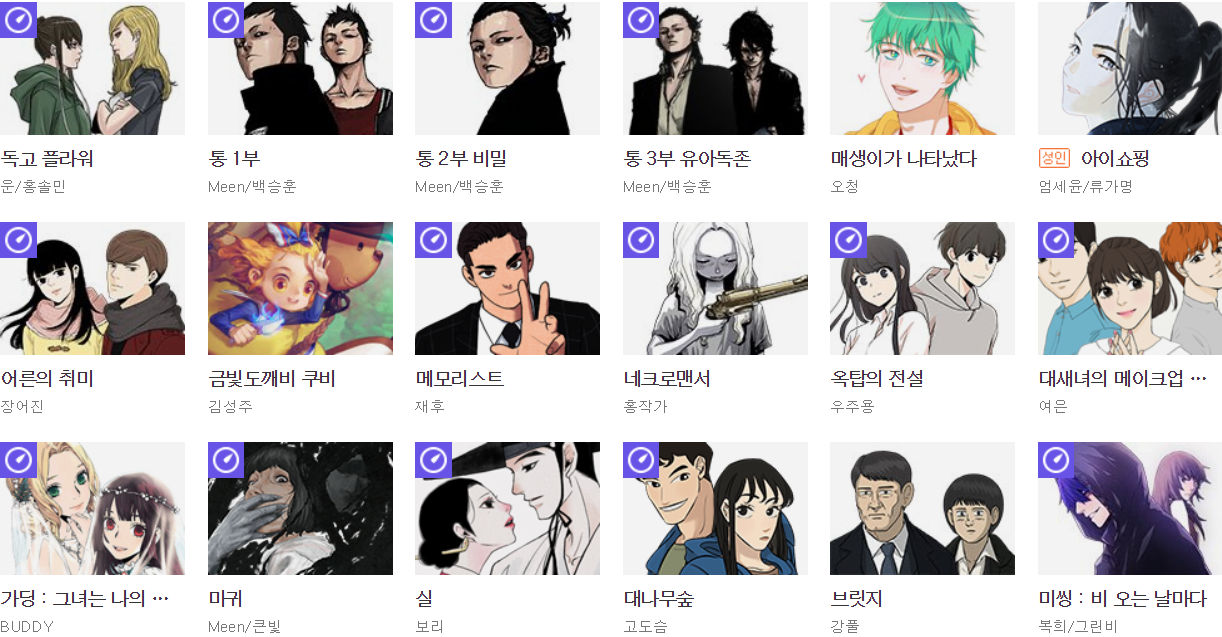 독고 플라워
운/홍솔민
통 1부
Meen/백승훈
통 2부 비밀
Meen/백승훈
통 3부 유아독존
Meen/백승훈
매생이가 나타났다
오청
성인 아이쇼핑
엄세윤/류가명
어른의 취미
장어진
금빛도깨비 쿠비
김성주
메모리스트
재후
네크로맨서
홍작가
옥탑의 전설
우주용
대새녀의 메이크업 …
여은
가딩 : 그녀는 나의 …
BUDDY
마귀
Meen/큰빛
실
보리
대나무숲
고도슴
브릿지
강풀
미씽 : 비 오는 날마다
복희/그린비